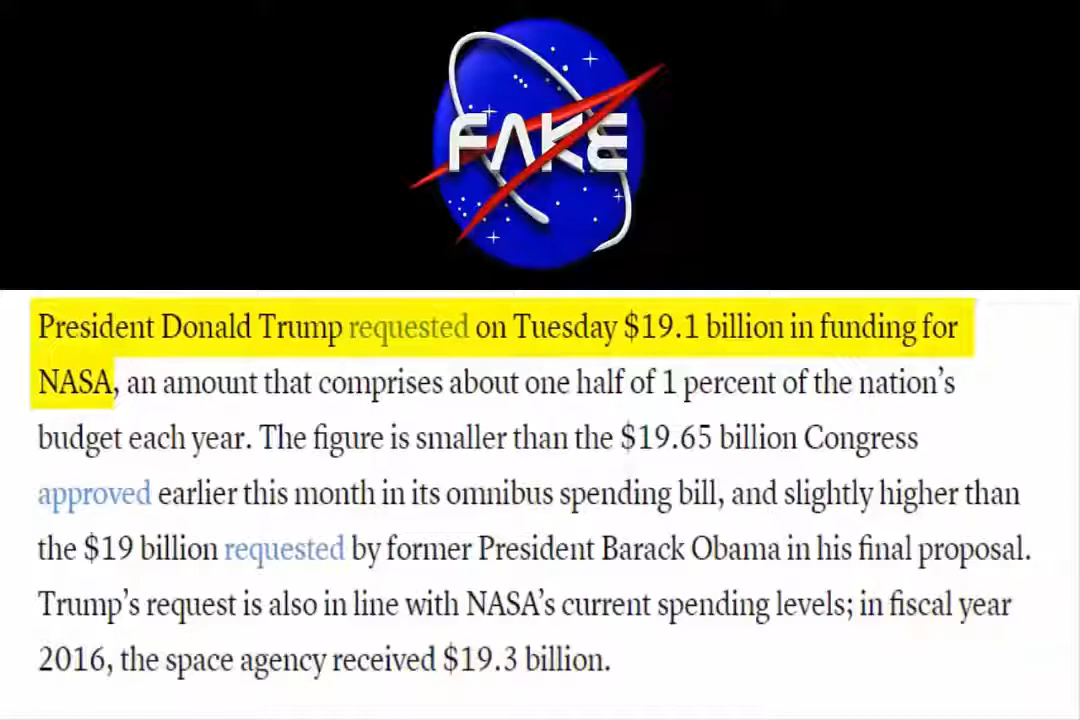 FAKE
President Donald Trump requested on Tuesday $19.1 billion in funding for
NASA, an amount that comprises about one half of 1 percent of the nation's
budget each year. The figure is smaller than the $19.65 billion Congress
approved earlier this month in its omnibus spending bill, and slightly higher than
the $19 billion requested by former President Barack Obama in his final proposal.
Trump's request is also in line with NASA's current spending levels; in fiscal year
2016, the space agency received $19.3 billion.